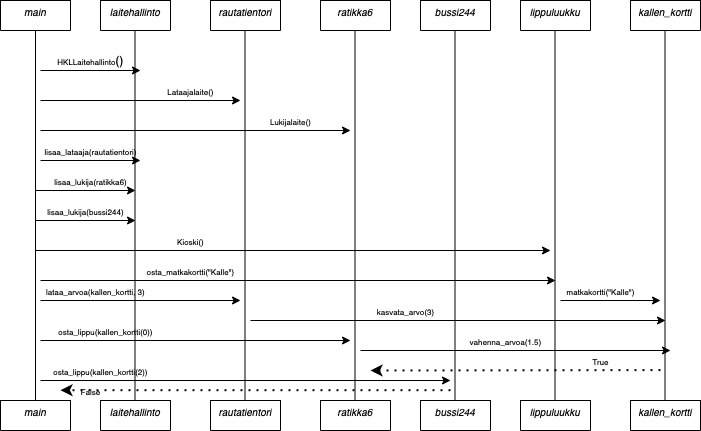 main laitehallinto rautatientori ratikka6 bussi244 lippuluukku kallen_kortti
HKLLaitehallinto()
Lataajalaite()
Lukijalaite()
lisaa_lataaja(rautatientori)
lisaa_lukija(ratikka6)
lisaa_lukija(bussi244)
Kioski()
osta_matkakortti("Kalle")
lataa_arvoa(kallen_kortti, 3) matkakortti("Kalle")
kasvata_arvo(3)
osta_lippu(kallen_kortti(0))
vahenna_arvoa(1.5)
True
osta_lippu(kallen_kortti(2))
False
main laitehallinto rautatientori ratikka6 bussi244 lippuluukku kallen_kortti